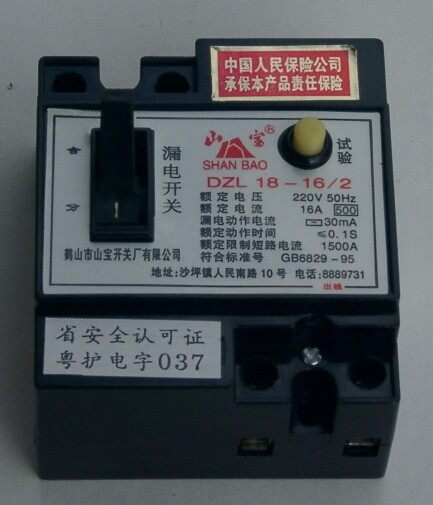 中国人民保险公司
承保本产品责任保险
山宝®
SHAN BAO
试验
合
分
漏电开关
DZL 18-16/2
额定电压 220V 50Hz
额定电流 16A 500
漏电动作电流 30mA
额定动作时间 ≤0.1S
额定限制短路电流 1500A
鹤山市山宝开关厂有限公司
符合标准号 GB6829-95
地址:沙坪镇人民南路10号 电话:8889731
出线
省安全认可证
粤护电字037